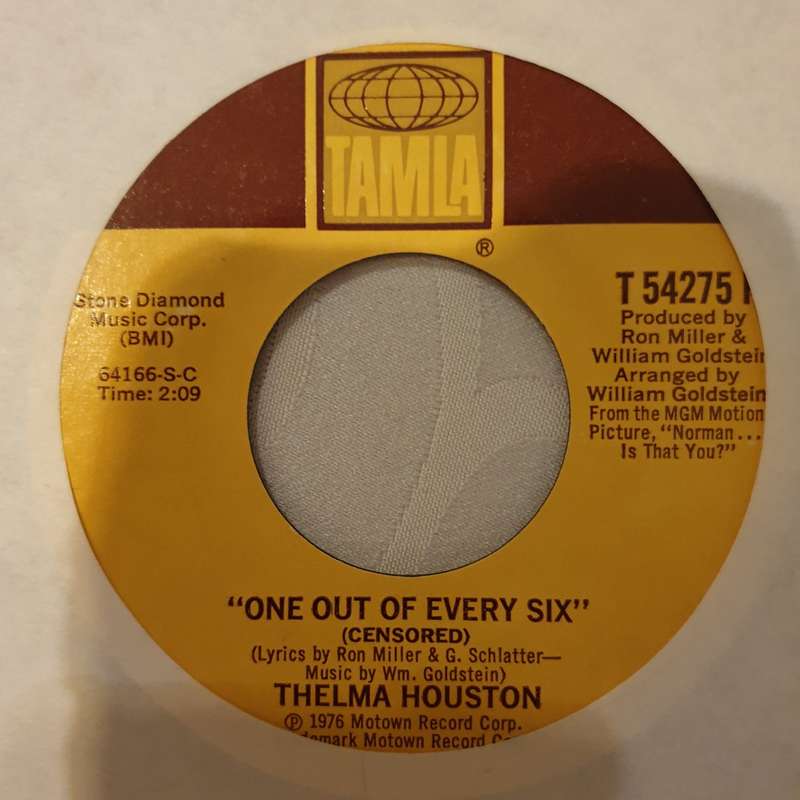 TAMLA
®
Stone Diamond
Music Corp.
(BMI)
64166-S-C
Time: 2:09
T 54275
Produced by
Ron Miller &
William Goldstein
Arranged by
William Goldstein
From the MGM Motion
Picture, "Norman...
Is That You?"
"ONE OUT OF EVERY SIX"
(CENSORED)
(Lyrics by Ron Miller & G. Schlatter—
Music by Wm. Goldstein)
THELMA HOUSTON
℗ 1976 Motown Record Corp.
Motown Record